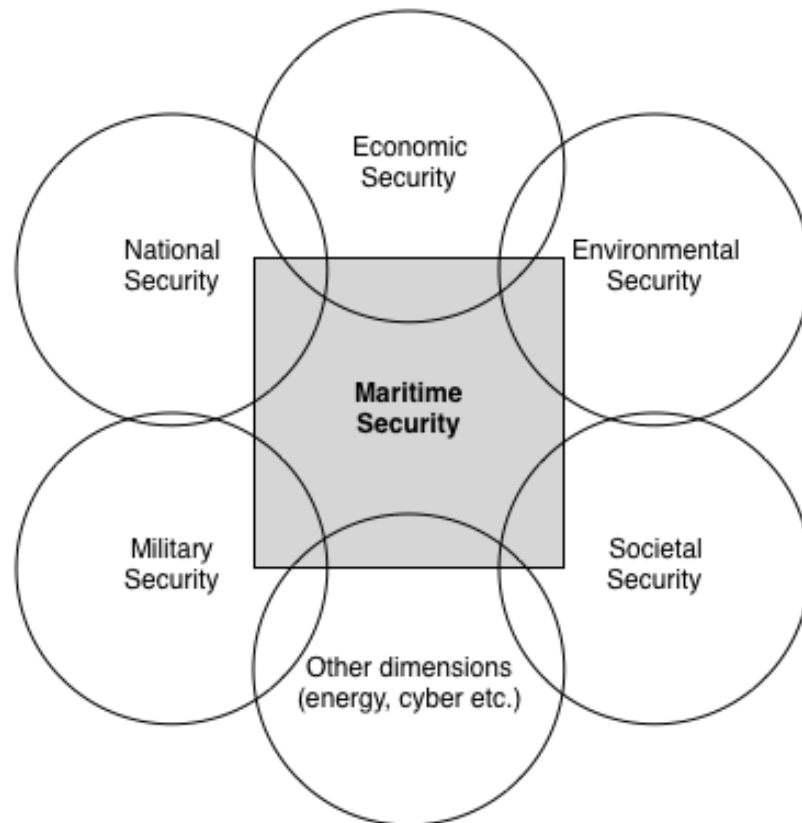 Economic
Security
National
Security
Environmental
Security
Maritime
Security
Military
Security
Societal
Security
Other dimensions
(energy, cyber etc.)